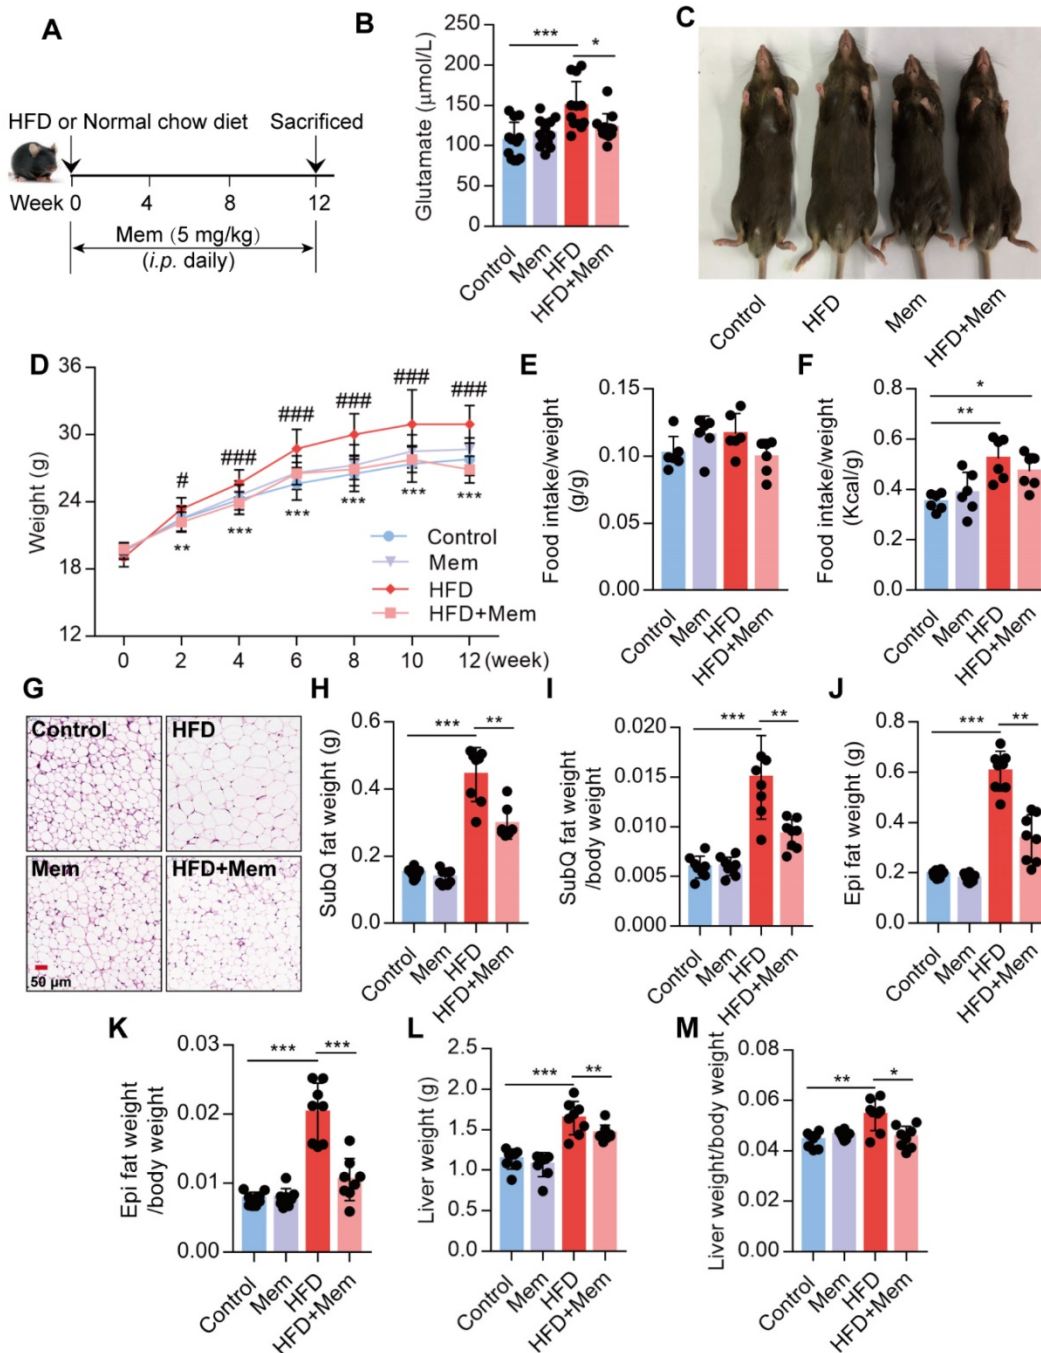 A
HFD or Normal chow diet
Sacrificed
Week
0
4
8
12
Mem (5 mg/kg)
(i.p. daily)
B
Glutamate (μmol/L)
250
200
150
100
50
0
***
*
Control
Mem
HFD
HFD+Mem
C
Control
HFD
Mem
HFD+Mem
D
Weight (g)
36
30
24
18
12
#
###
###
###
###
###
**
***
***
***
***
***
Control
Mem
HFD
HFD+Mem
0
2
4
6
8
10
12 (week)
E
Food intake/weight
(g/g)
0.15
0.10
0.05
0.00
Control
Mem
HFD
HFD+Mem
F
Food intake/weight
(Kcal/g)
0.8
0.6
0.4
0.2
0.0
*
**
Control
Mem
HFD
HFD+Mem
G
Control
HFD
Mem
HFD+Mem
50 μm
H
SubQ fat weight (g)
0.6
0.4
0.2
0.0
***
**
Control
Mem
HFD
HFD+Mem
I
SubQ fat weight
/body weight
0.020
0.015
0.010
0.005
0.000
***
**
Control
Mem
HFD
HFD+Mem
J
Epi fat weight (g)
0.8
0.6
0.4
0.2
0.0
***
**
Control
Mem
HFD
HFD+Mem
K
Epi fat weight
/body weight
0.03
0.02
0.01
0.00
***
***
Control
Mem
HFD
HFD+Mem
L
Liver weight (g)
2.5
2.0
1.5
1.0
0.5
0.0
***
**
Control
Mem
HFD
HFD+Mem
M
Liver weight/body weight
0.08
0.06
0.04
0.02
0.00
**
*
Control
Mem
HFD
HFD+Mem